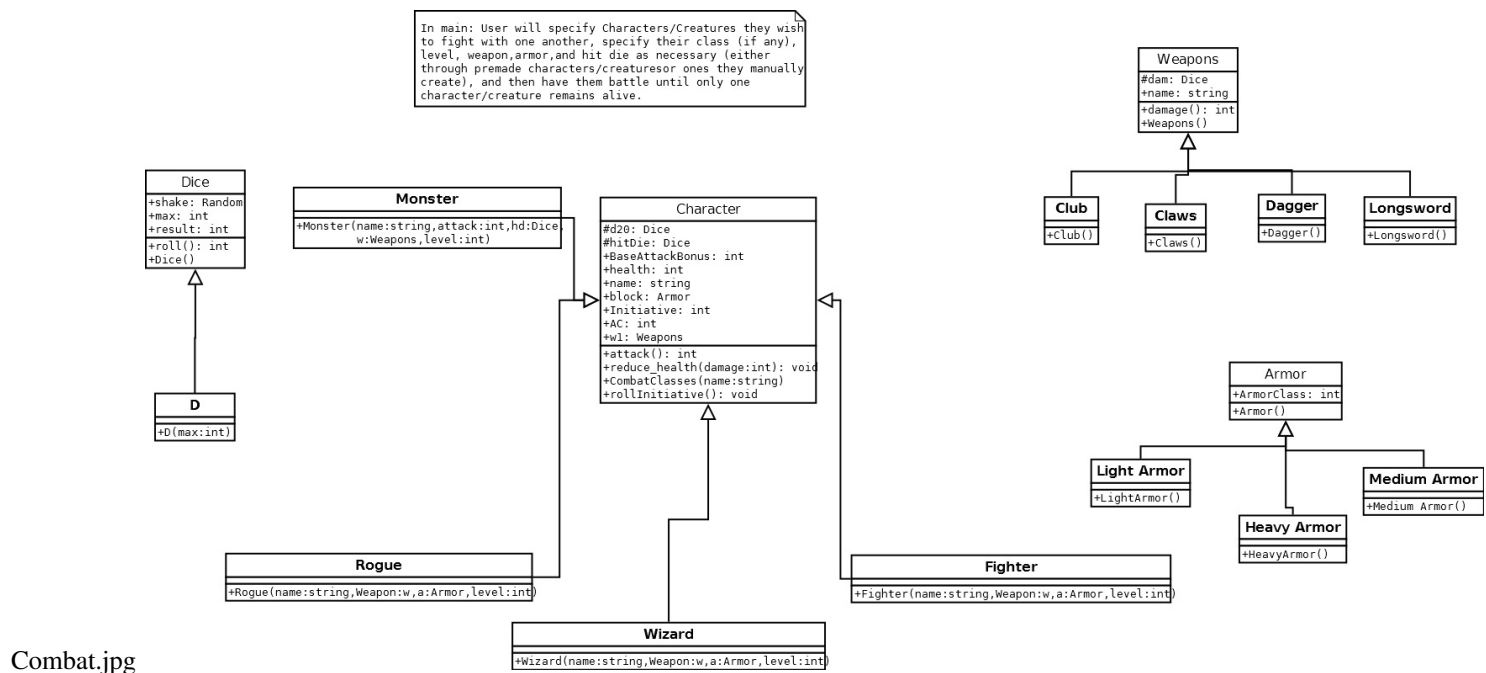 In main: User will specify Characters/Creatures they wish
to fight with one another, specify their class (if any),
level, weapon,armor,and hit die as necessary (either
through premade characters/creaturesor ones they manually
create), and then have them battle until only one
character/creature remains alive.
Weapons
#dam: Dice
+name: string
+damage(): int
+Weapons()
Dice
+shake: Random
+max: int
+result: int
+roll(): int
+Dice()
Monster
+Monster(name:string,attack:int,hd:Dice,
w:Weapons,level:int)
Character
#d20: Dice
#hitDie: Dice
+BaseAttackBonus: int
+health: int
+name: string
+block: Armor
+Initiative: int
+AC: int
+w1: Weapons
+attack(): int
+reduce_health(damage:int): void
+CombatClasses(name:string)
+rollInitiative(): void
Club
+Club()
Claws
+Claws()
Dagger
+Dagger()
Longsword
+Longsword()
D
+D(max:int)
Armor
+ArmorClass: int
+Armor()
Light Armor
+LightArmor()
Heavy Armor
+HeavyArmor()
Medium Armor
+Medium Armor()
Rogue
+Rogue(name:string,Weapon:w,a:Armor,level:int)
Wizard
+Wizard(name:string,Weapon:w,a:Armor,level:int)
Fighter
+Fighter(name:string,Weapon:w,a:Armor,level:int)
Combat.jpg